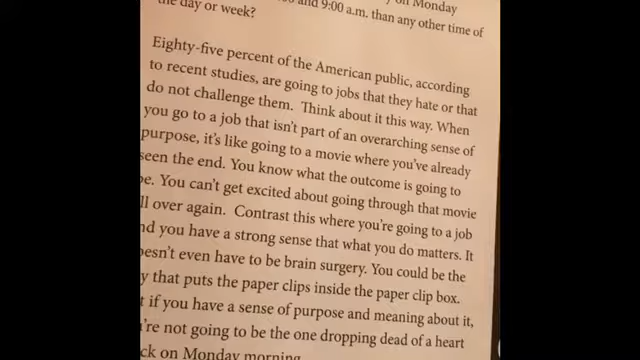 y on Monday
and 9:00 a.m. than any other time of
the day or week?
Eighty-five percent of the American public, according
to recent studies, are going to jobs that they hate or that
do not challenge them. Think about it this way. When
you go to a job that isn't part of an overarching sense of
purpose, it's like going to a movie where you've already
seen the end. You know what the outcome is going to
be. You can't get excited about going through that movie
ll over again. Contrast this where you're going to a job
nd you have a strong sense that what you do matters. It
esn't even have to be brain surgery. You could be the
y that puts the paper clips inside the paper clip box.
t if you have a sense of purpose and meaning about it,
're not going to be the one dropping dead of a heart
ck on Monday morning